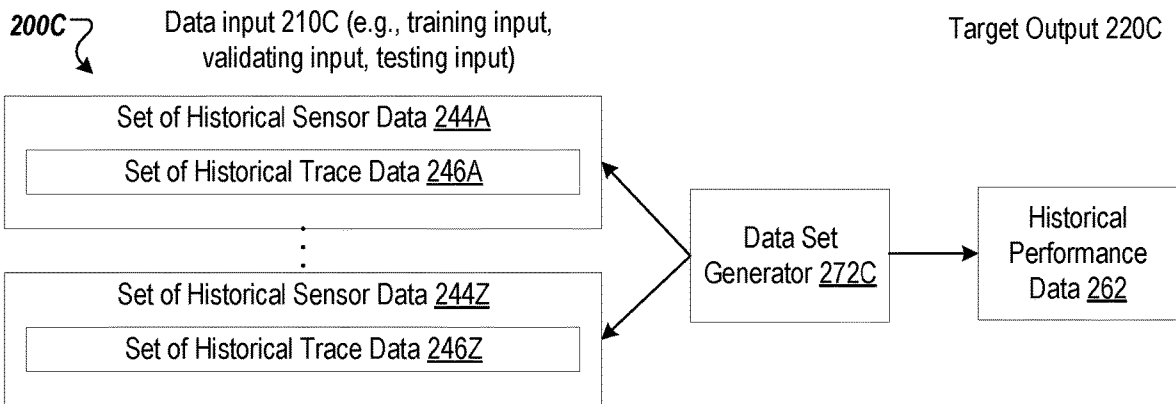 200C
Data input 210C (e.g., training input,
validating input, testing input)
Target Output 220C
Set of Historical Sensor Data 244A
Set of Historical Trace Data 246A
Set of Historical Sensor Data 244Z
Set of Historical Trace Data 246Z
Data Set
Generator 272C
Historical
Performance
Data 262